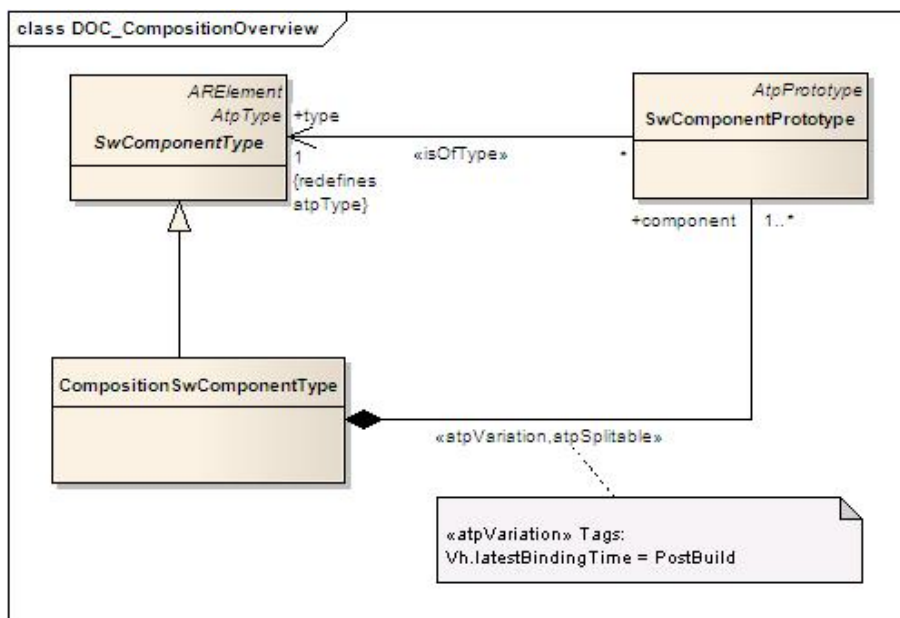 class DOC_CompositionOverview
ARElement
AtpType
SwComponentType
AtpPrototype
SwComponentPrototype
+type
1
{redefines
atpType}
«isOfType»
*
+component
1..*
CompositionSwComponentType
«atpVariation,atpSplitable»
«atpVariation» Tags:
Vh.latestBindingTime = PostBuild